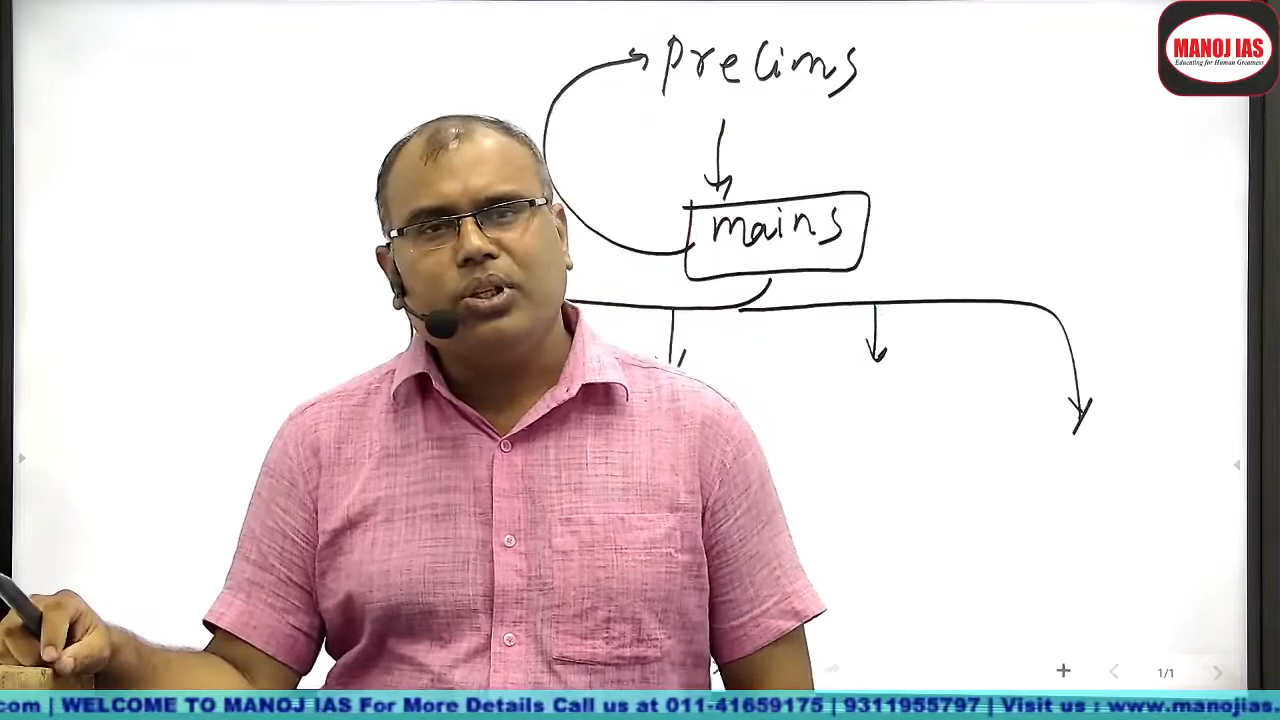 MANOJ IAS
Educating for Human Greatness
Prelims
mains
1/1
com | WELCOME TO MANOJ IAS For More Details Call us at 011-41659175 | 9311955797 | Visit us : www.manojias.